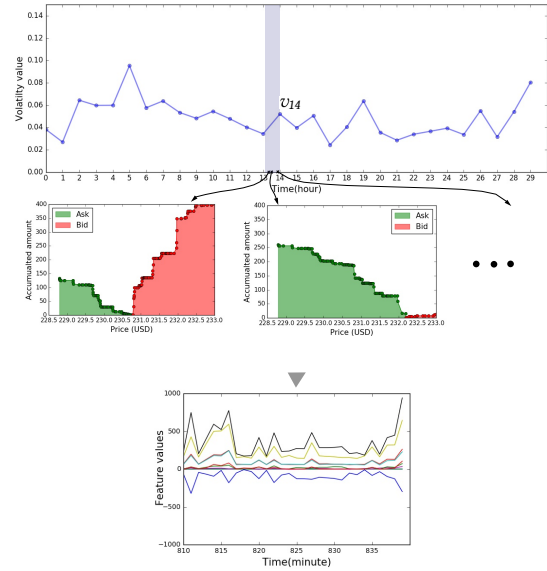 0.14
0.12
0.10
0.08
0.06
0.04
0.02
0.00
Volatility value
v14
0 1 2 3 4 5 6 7 8 9 10 11 12 13 14 15 16 17 18 19 20 21 22 23 24 25 26 27 28 29
Time(hour)
400
350
300
250
200
150
100
50
0
Accumualted amount
Ask
Bid
228.5 229.0 229.5 230.0 230.5 231.0 231.5 232.0 232.5 233.0
Price (USD)
400
350
300
250
200
150
100
50
0
Accumualted amount
Ask
Bid
228.5 229.0 229.5 230.0 230.5 231.0 231.5 232.0 232.5 233.0
Price (USD)
1000
500
0
−500
−1000
Feature values
810 815 820 825 830 835
Time(minute)